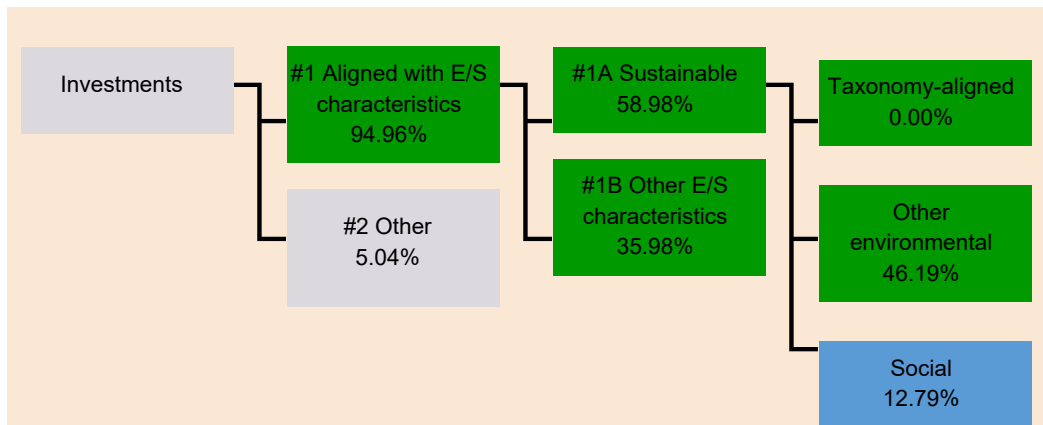 Investments
#1 Aligned with E/S
characteristics
94.96%
#2 Other
5.04%
#1A Sustainable
58.98%
#1B Other E/S
characteristics
35.98%
Taxonomy-aligned
0.00%
Other
environmental
46.19%
Social
12.79%